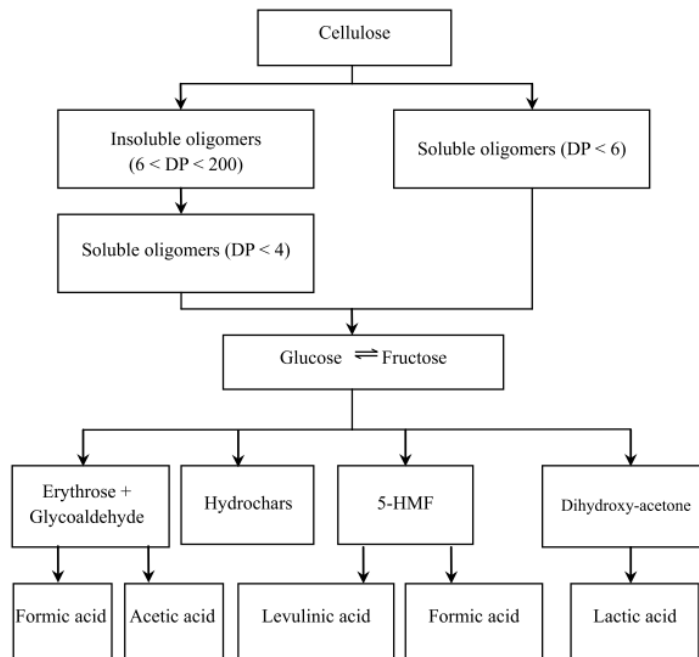 Cellulose
Insoluble oligomers
(6 < DP < 200)
Soluble oligomers (DP < 6)
Soluble oligomers (DP < 4)
Glucose ⇌ Fructose
Erythrose +
Glycoaldehyde
Hydrochars
5-HMF
Dihydroxy-acetone
Formic acid
Acetic acid
Levulinic acid
Formic acid
Lactic acid